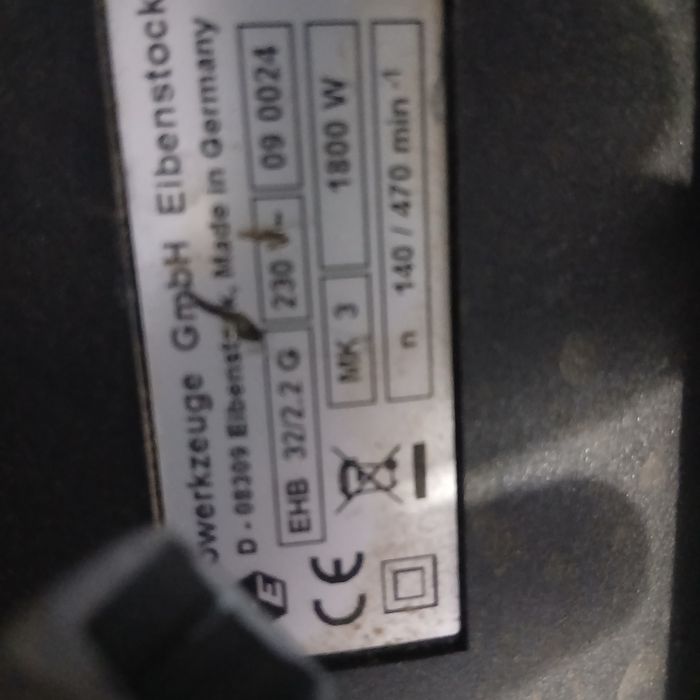 werkzeuge GmbH Eibenstock
D - 08309 Eibenstock, Made in Germany
EHB 32/2.2 G 230 V~ 09 0024
MK 3 1800 W
n 140 / 470 min -1
CE
E